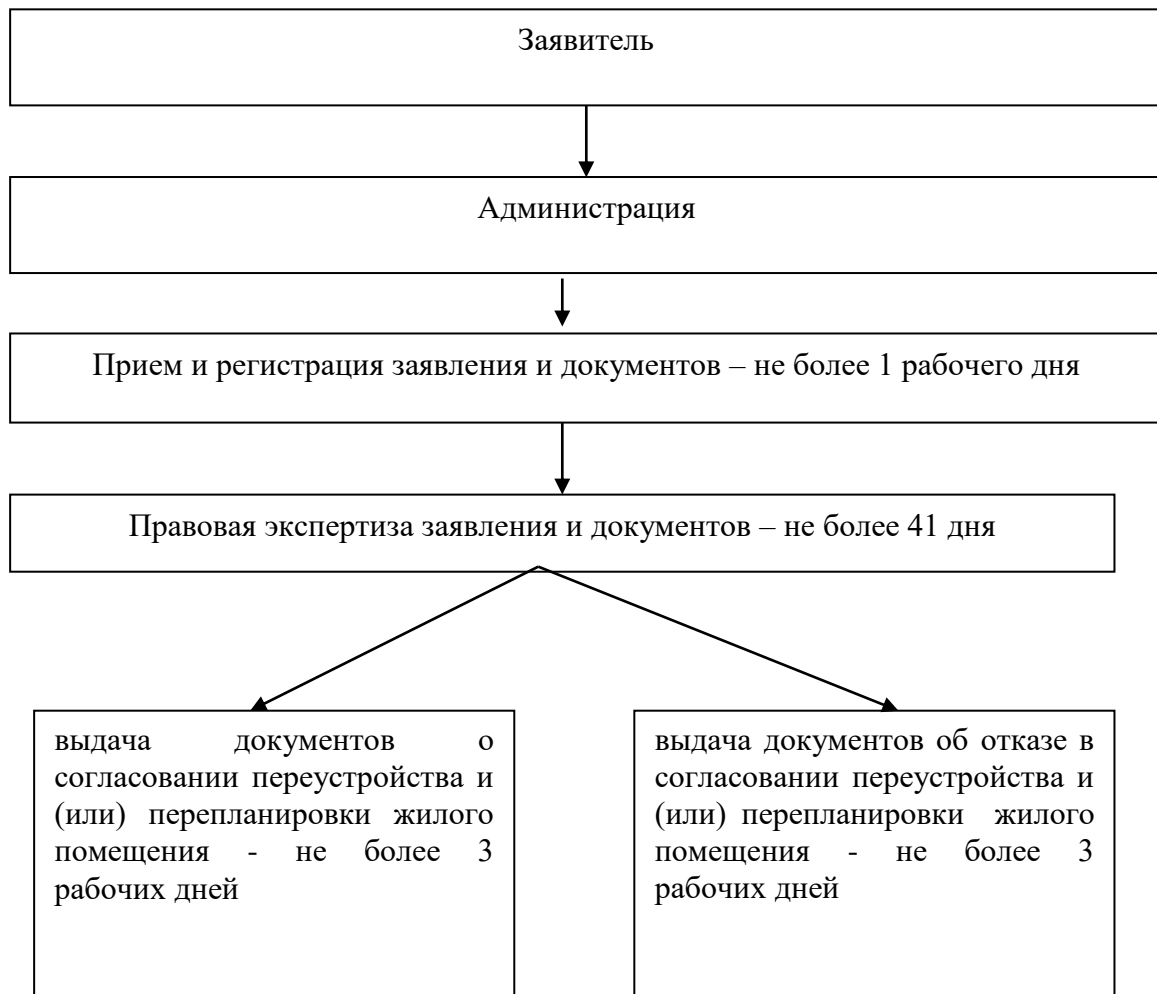 Заявитель
Администрация
Прием и регистрация заявления и документов – не более 1 рабочего дня
Правовая экспертиза заявления и документов – не более 41 дня
выдача документов о
согласовании переустройства и
(или) перепланировки жилого
помещения - не более 3
рабочих дней
выдача документов об отказе в
согласовании переустройства и
(или) перепланировки жилого
помещения - не более 3
рабочих дней